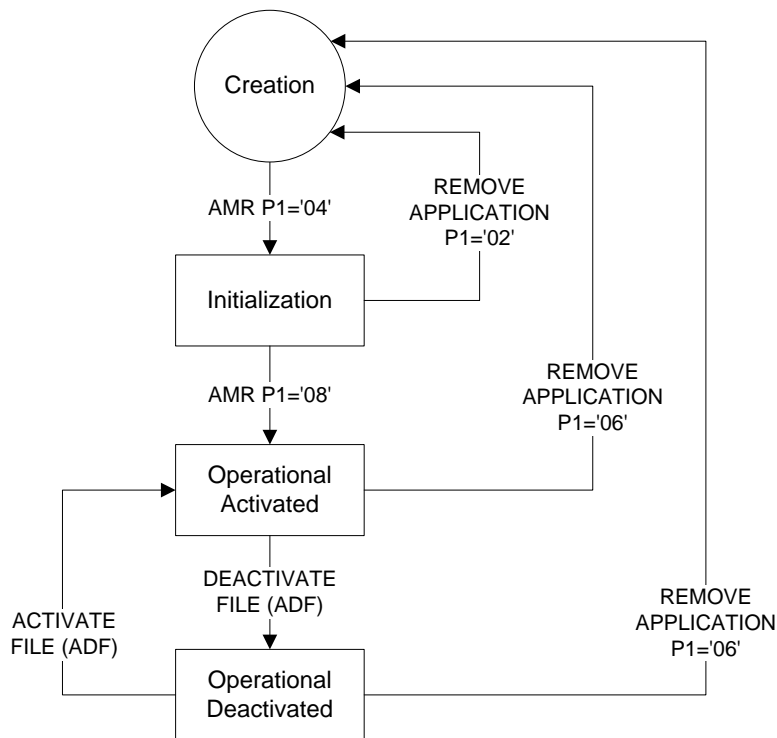 Creation
AMR P1='04'
REMOVE
APPLICATION
P1='02'
Initialization
AMR P1='08'
REMOVE
APPLICATION
P1='06'
Operational
Activated
DEACTIVATE
FILE (ADF)
ACTIVATE
FILE (ADF)
REMOVE
APPLICATION
P1='06'
Operational
Deactivated